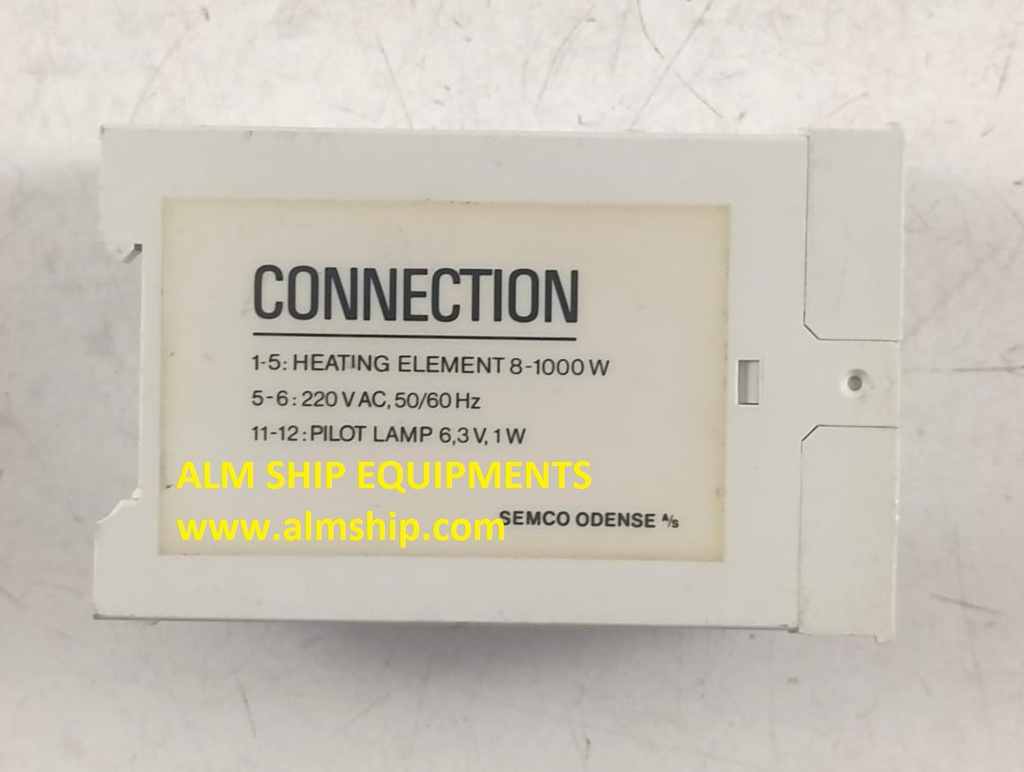 CONNECTION
1-5: HEATING ELEMENT 8-1000 W
5-6: 220 V AC, 50/60 Hz
11-12: PILOT LAMP 6,3 V, 1 W
ALM SHIP EQUIPMENTS
www.almship.com
SEMCO ODENSE A/S